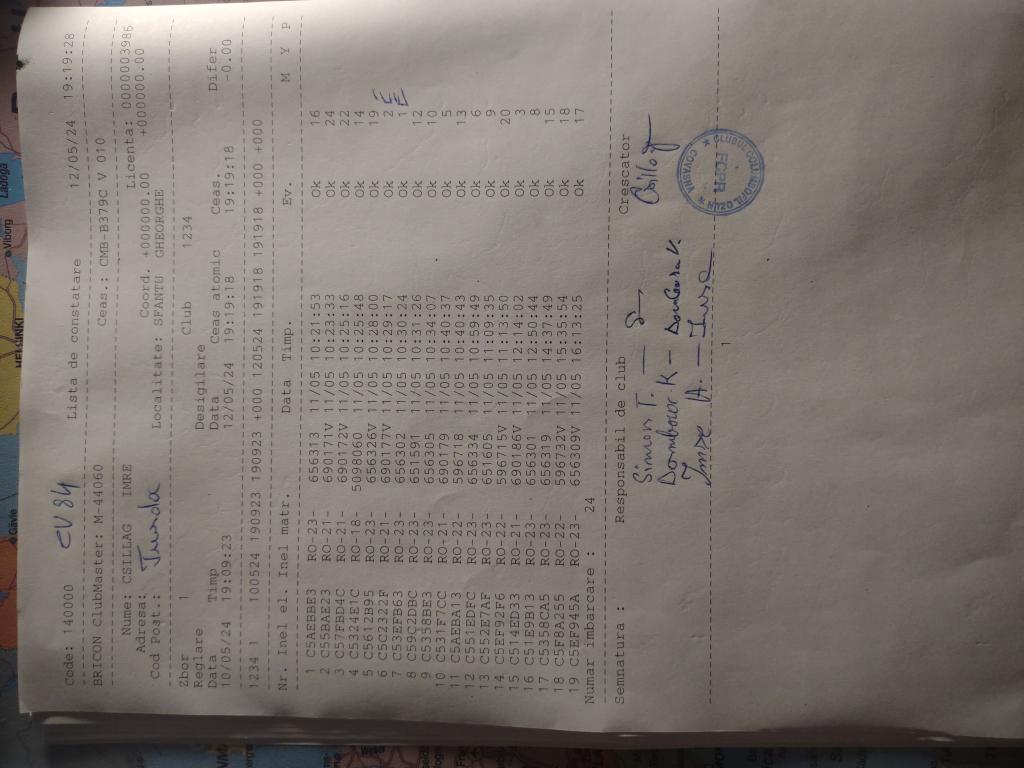 Code: 140000 CV84 Lista de constatare 12/05/24 19:19:28
BRICON ClubMaster: M-44060 Ceas.: CMB-B379C V 010
Nume: CSILLAG IMRE Licenta: 0000003986
Adresa: Turda Coord. +0000000.00 +0000000.00
Cod Post.: Localitate: SFANTU GHEORGHE
Zbor 1 Club 1234
Reglare Desigilare
Data Timp Data Ceas atomic Ceas. Difer
10/05/24 19:09:23 12/05/24 19:19:18 19:19:18 0.00
1234 1 100524 190923 190923 +000 120524 191918 191918 191918 +000 +000
Nr. Inel el. Inel matr. Data Timp. Ev. M Y P
1 C5AEBBE3 RO-23- 656313 11/05 10:21:53 Ok 16
2 C55BAE23 RO-21- 690171V 11/05 10:23:33 Ok 24
3 C57FBD4C RO-21- 690172V 11/05 10:25:16 Ok 22
4 C5324E1C RO-18- 5098060 11/05 10:25:48 Ok 14
5 C5612B95 RO-23- 656326V 11/05 10:28:00 Ok 19
6 C5C2322F RO-21- 690177V 11/05 10:29:17 Ok 2
7 C53EFB63 RO-23- 656302 11/05 10:30:24 Ok 1
8 C59C2DBC RO-23- 651591 11/05 10:31:26 Ok 12
9 C5358BE3 RO-23- 656305 11/05 10:34:07 Ok 10
10 C531F7CC RO-21- 690179 11/05 10:40:37 Ok 5
11 C5AEBA13 RO-22- 596718 11/05 10:40:43 Ok 13
12 C551EDFC RO-23- 656334 11/05 10:59:49 Ok 6
13 C552E7AF RO-23- 651605 11/05 11:09:35 Ok 9
14 C5EF92F6 RO-22- 596715V 11/05 11:13:50 Ok 20
15 C514ED33 RO-21- 690186V 11/05 12:14:02 Ok 3
16 C51E9B13 RO-23- 656301 11/05 12:50:44 Ok 8
17 C5358CA5 RO-23- 656319 11/05 14:37:49 Ok 15
18 C5F8A255 RO-22- 596732V 11/05 15:35:54 Ok 18
19 C5EF945A RO-23- 656309V 11/05 16:13:25 Ok 17
Numar imbarcare : 24
Semnatura : Responsabil de club Crescator
Simon T. —
Dombor K —
Imre H. —
CLUBUL COLUMBOFIL OZUN
FCPR
COVASNA
1